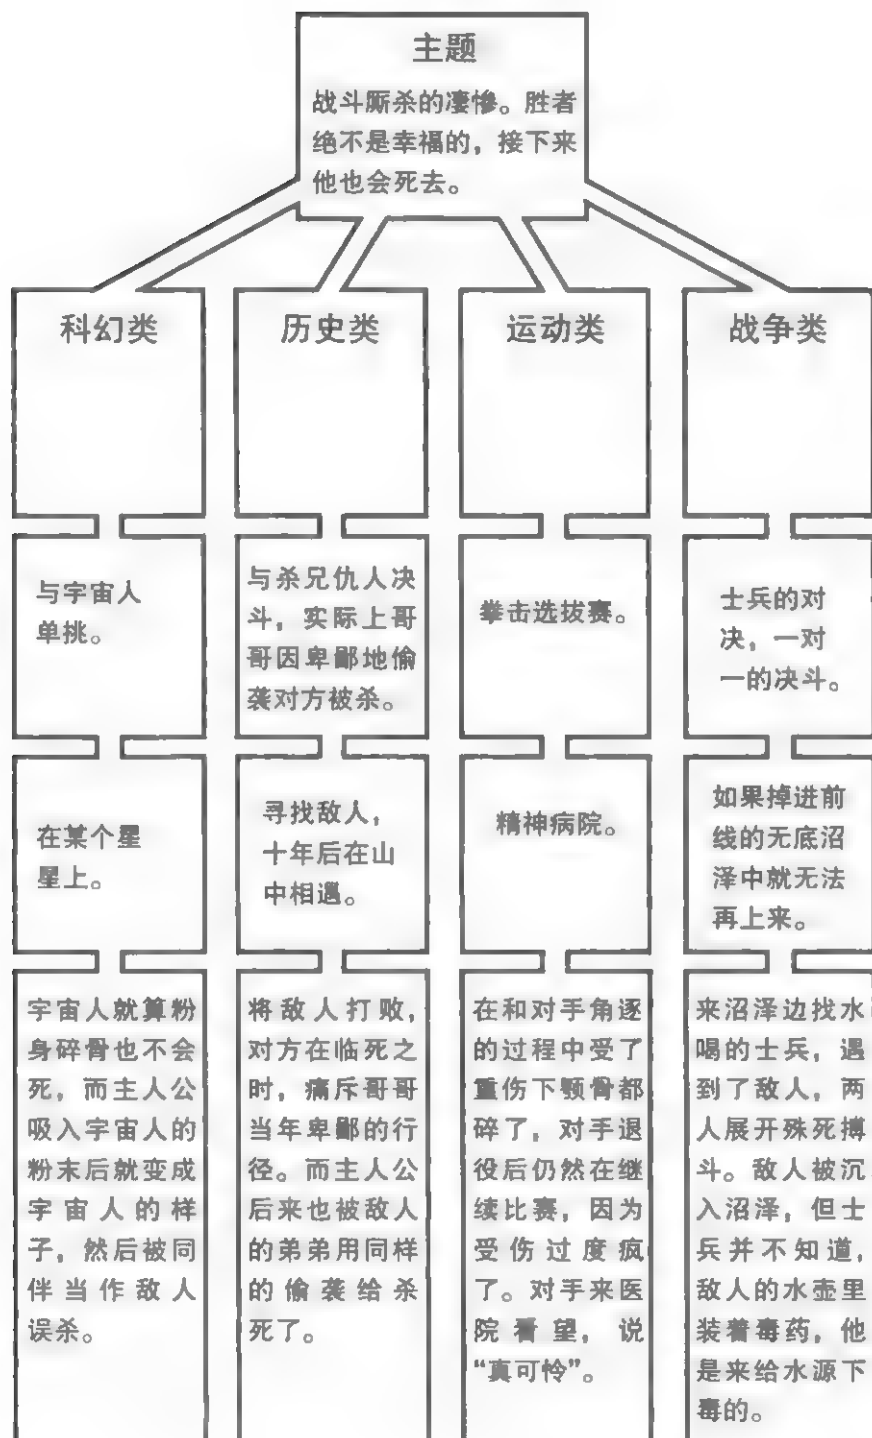 主题
战斗厮杀的凄惨。胜者
绝不是幸福的，接下来
他也会死去。
科幻类
历史类
运动类
战争类
与宇宙人
单挑。
与杀兄仇人决
斗，实际上哥
哥因卑鄙地偷
袭对方被杀。
拳击选拔赛。
士兵的对
决，一对
一的决斗。
在某个星
星上。
寻找敌人，
十年后在山
中相遇。
精神病院。
如果掉进前
线的无底沼
泽中就无法
再上来。
宇宙人就算粉
身碎骨也不会
死，而主人公
吸入宇宙人的
粉末后就变成
宇宙人的样
子，然后被同
伴当作敌人
误杀。
将敌人打败，
对方在临死之
时，痛斥哥哥
当年卑鄙的行
径。而主人公
后来也被敌人
的弟弟用同样
的偷袭给杀
死了。
在和对手角逐
的过程中受了
重伤下颚骨都
碎了，对手退
役后仍然在继
续比赛，因为
受伤过度疯
了。对手来医
院看望，说
“真可怜”。
来沼泽边找水
喝的士兵，遇
到了敌人，两
人展开殊死搏
斗。敌人被沉
入沼泽，但士
兵并不知道，
敌人的水壶里
装着毒药，他
是来给水源下
毒的。